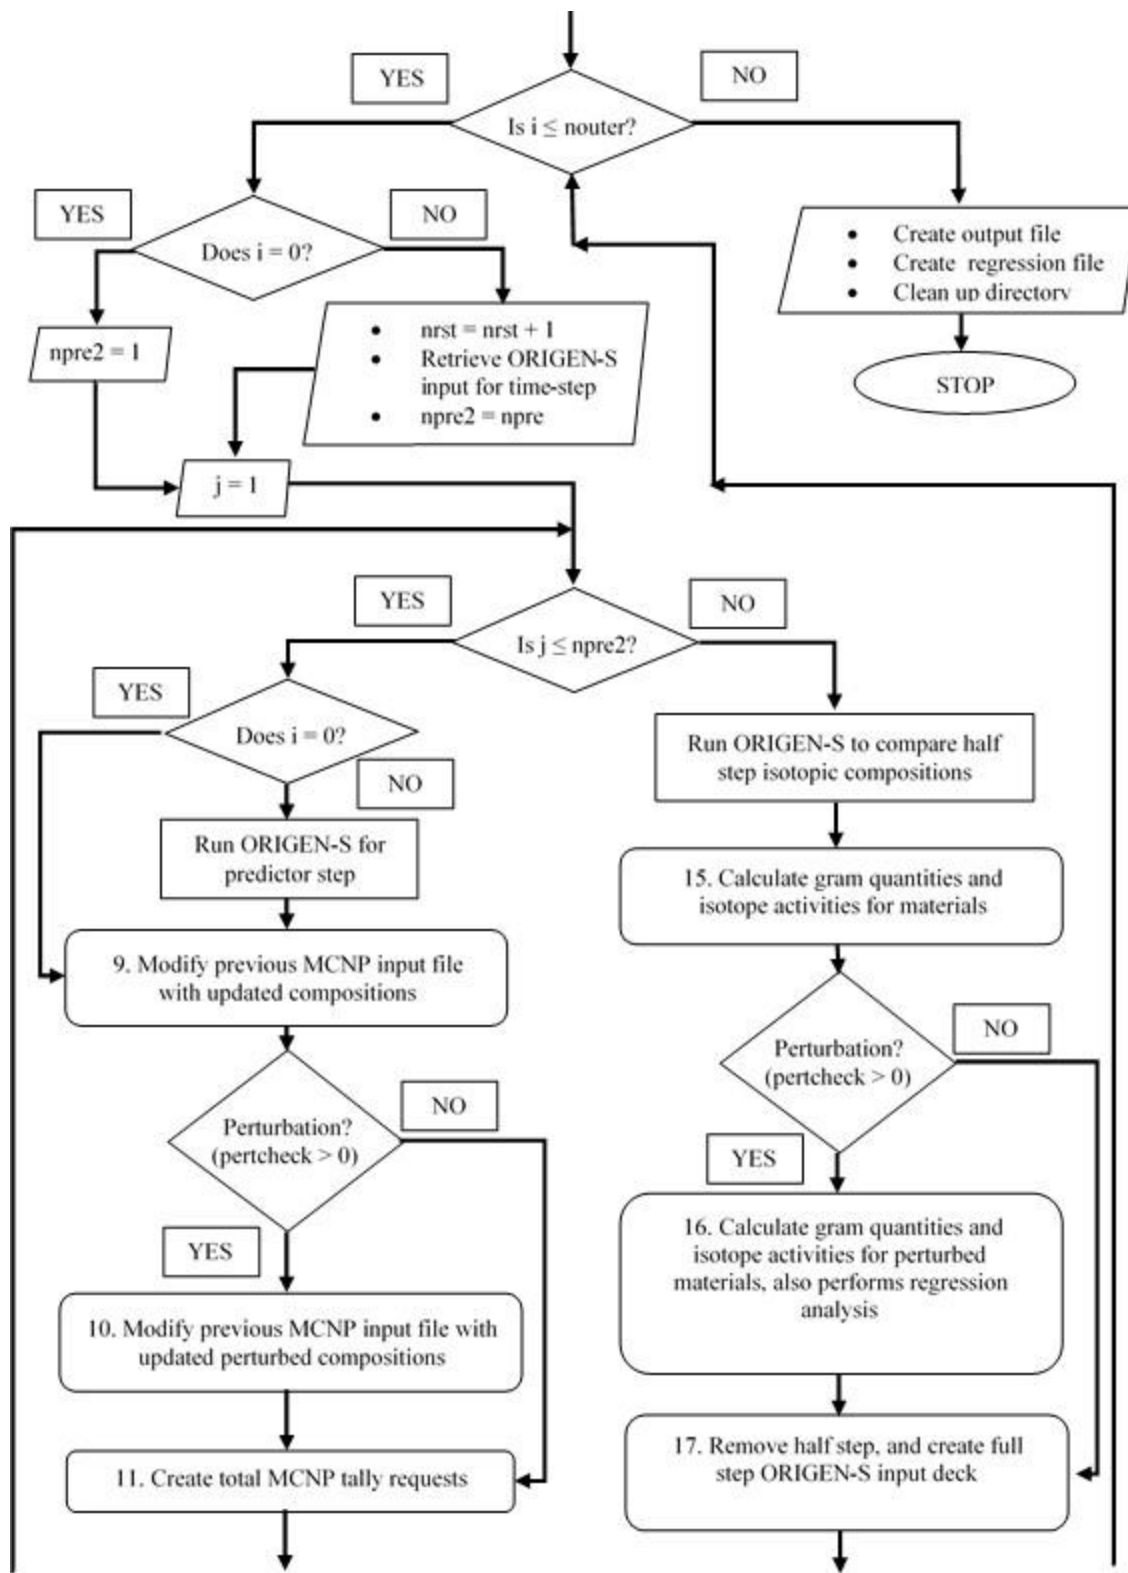 YES
NO
Is i ≤ nouter?
YES
NO
Does i = 0?
• Create output file
• Create regression file
• Clean up directory
npre2 = 1
• nrst = nrst + 1
• Retrieve ORIGEN-S
input for time-step
• npre2 = npre
STOP
j = 1
YES
NO
Is j ≤ npre2?
YES
Does i = 0?
NO
Run ORIGEN-S for
predictor step
9. Modify previous MCNP input file
with updated compositions
Perturbation?
(pertcheck > 0)
NO
YES
10. Modify previous MCNP input file with
updated perturbed compositions
11. Create total MCNP tally requests
Run ORIGEN-S to compare half
step isotopic compositions
15. Calculate gram quantities and
isotope activities for materials
Perturbation?
(pertcheck > 0)
NO
YES
16. Calculate gram quantities and
isotope activities for perturbed
materials, also performs regression
analysis
17. Remove half step, and create full
step ORIGEN-S input deck